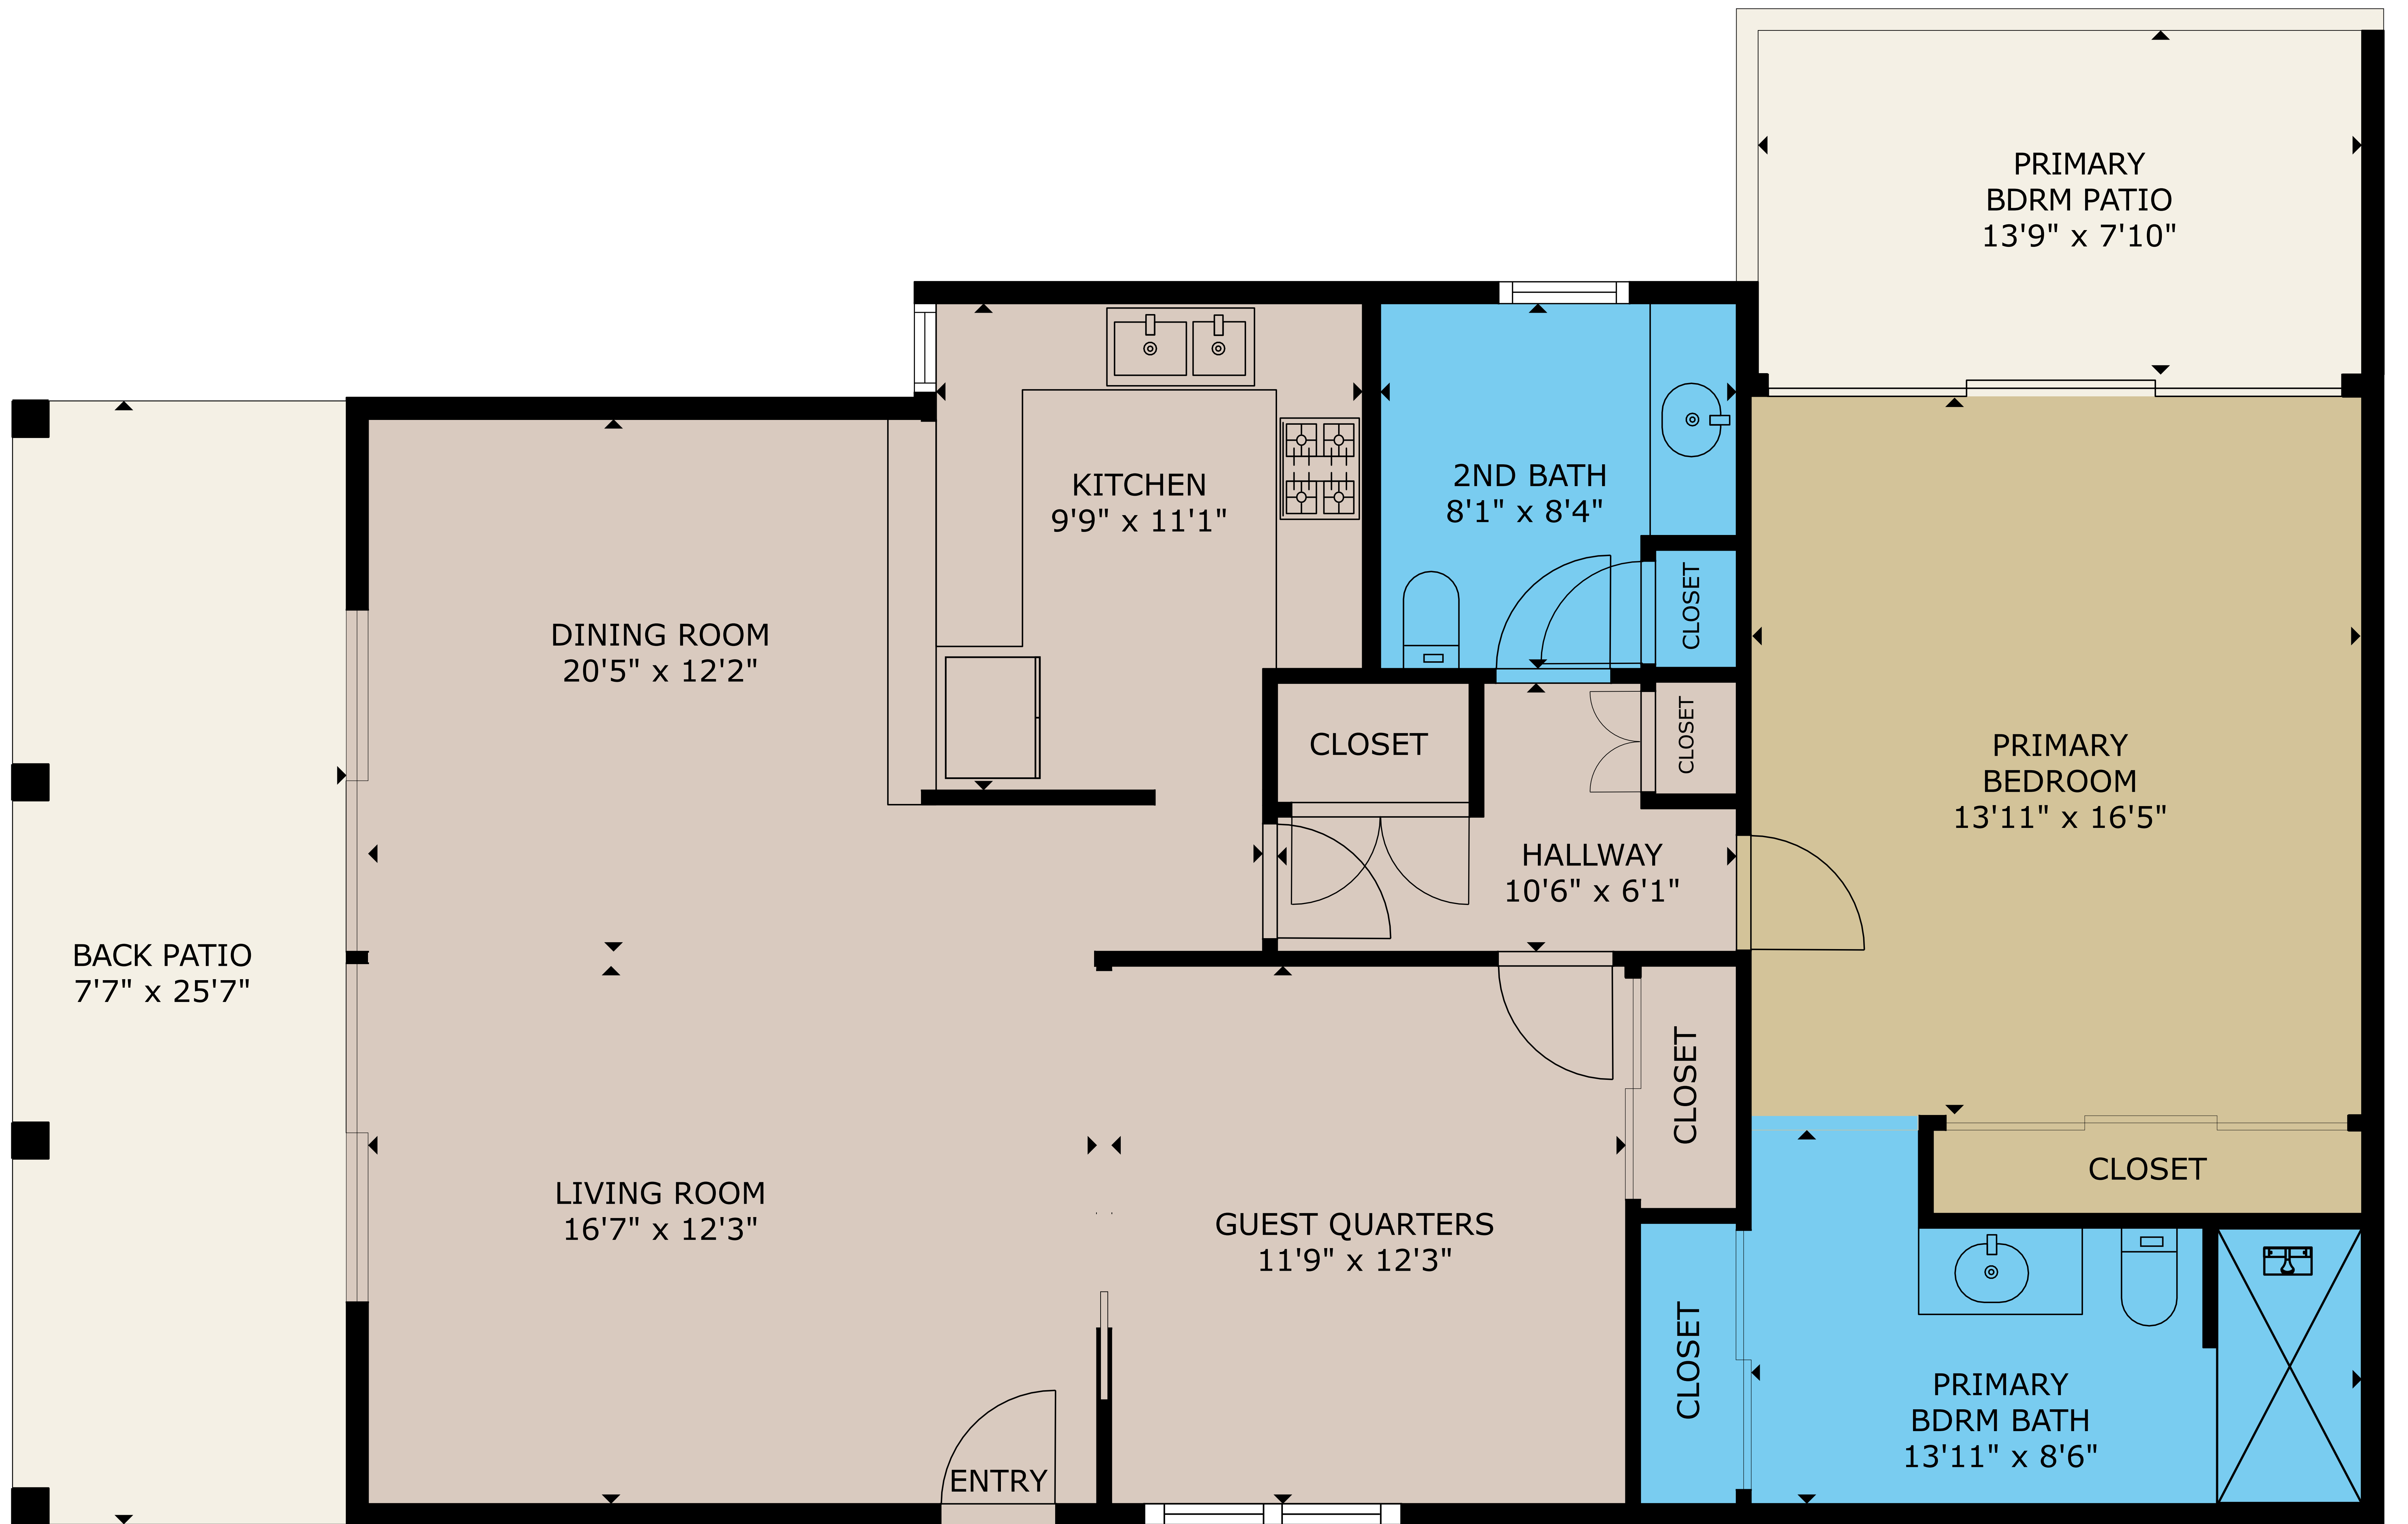 PRIMARY
BDRM PATIO
13'9" x 7'10"
KITCHEN
9'9" x 11'1"
2ND BATH
8'1" x 8'4"
CLOSET
DINING ROOM
20'5" x 12'2"
CLOSET
CLOSET
PRIMARY
BEDROOM
13'11" x 16'5"
HALLWAY
10'6" x 6'1"
BACK PATIO
7'7" x 25'7"
CLOSET
CLOSET
LIVING ROOM
16'7" x 12'3"
GUEST QUARTERS
11'9" x 12'3"
CLOSET
PRIMARY
BDRM BATH
13'11" x 8'6"
ENTRY